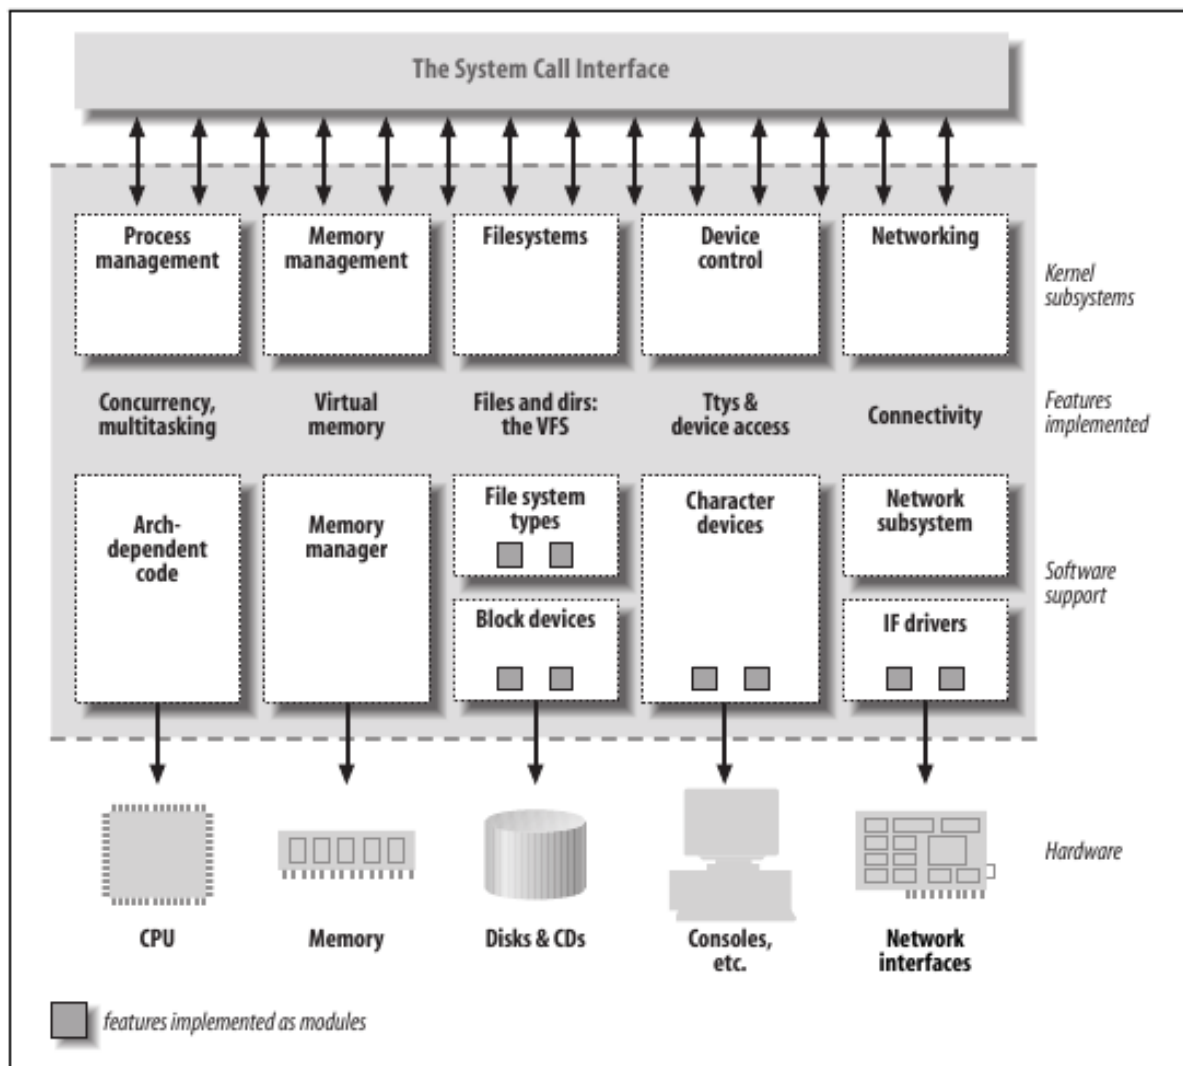 The System Call Interface
Process
management
Memory
management
Filesystems
Device
control
Networking
Kernel
subsystems
Concurrency,
multitasking
Virtual
memory
Files and dirs:
the VFS
Ttys &
device access
Connectivity
Features
implemented
Arch-
dependent
code
Memory
manager
File system
types
Block devices
Character
devices
Network
subsystem
IF drivers
Software
support
Hardware
CPU
Memory
Disks & CDs
Consoles,
etc.
Network
interfaces
features implemented as modules